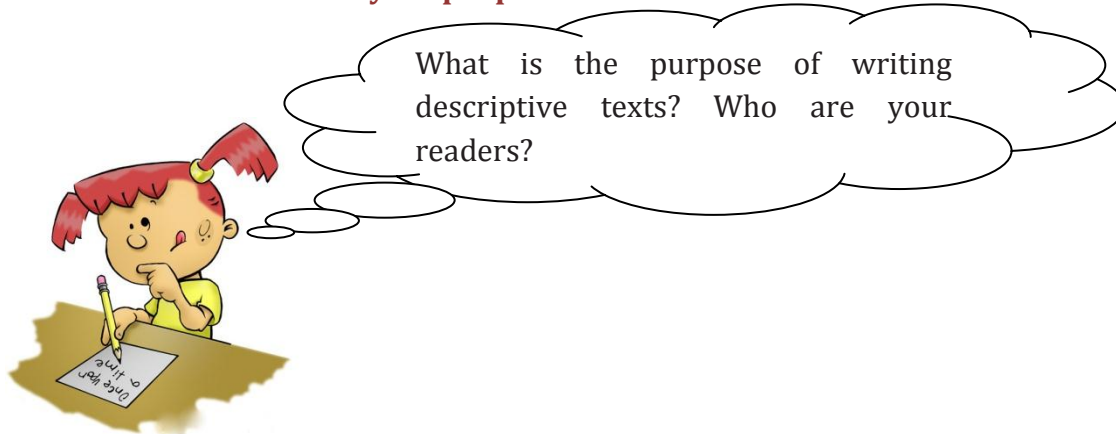 What is the purpose of writing
descriptive texts? Who are your
readers?
Once Upon
a time